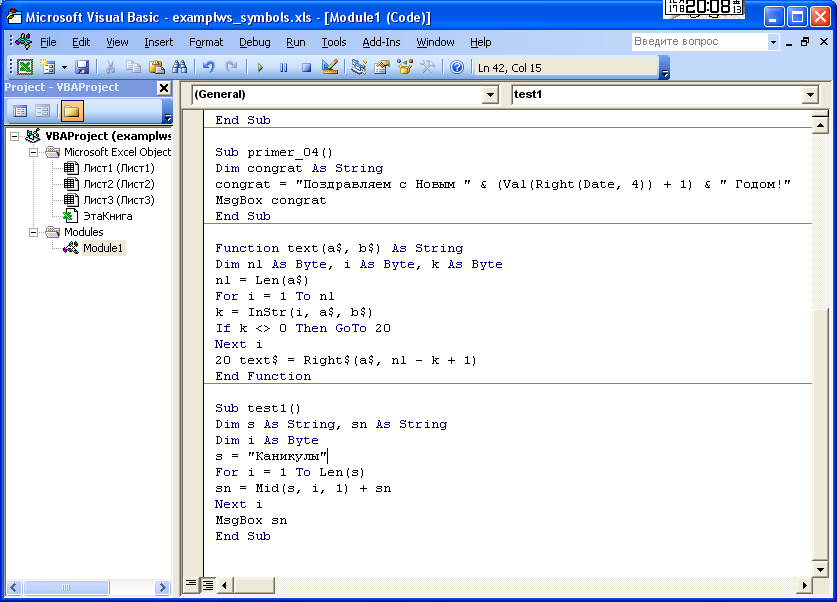 Microsoft Visual Basic - examplws_symbols.xls - [Module1 (Code)]
20:08
File Edit View Insert Format Debug Run Tools Add-Ins Window Help
Введите вопрос
Ln 42, Col 15
Project - VBAProject
(General)
test1
VBAProject (examplws
Microsoft Excel Object
Лист1 (Лист1)
Лист2 (Лист2)
Лист3 (Лист3)
ЭтаКнига
Modules
Module1
End Sub
Sub primer_04()
Dim congrat As String
congrat = "Поздравляем с Новым " & (Val(Right(Date, 4)) + 1) & " Годом!"
MsgBox congrat
End Sub
Function text(a$, b$) As String
Dim nl As Byte, i As Byte, k As Byte
nl = Len(a$)
For i = 1 To nl
k = InStr(i, a$, b$)
If k <> 0 Then GoTo 20
Next i
20 text$ = Right$(a$, nl - k + 1)
End Function
Sub test1()
Dim s As String, sn As String
Dim i As Byte
s = "Каникулы"
For i = 1 To Len(s)
sn = Mid(s, i, 1) + sn
Next i
MsgBox sn
End Sub